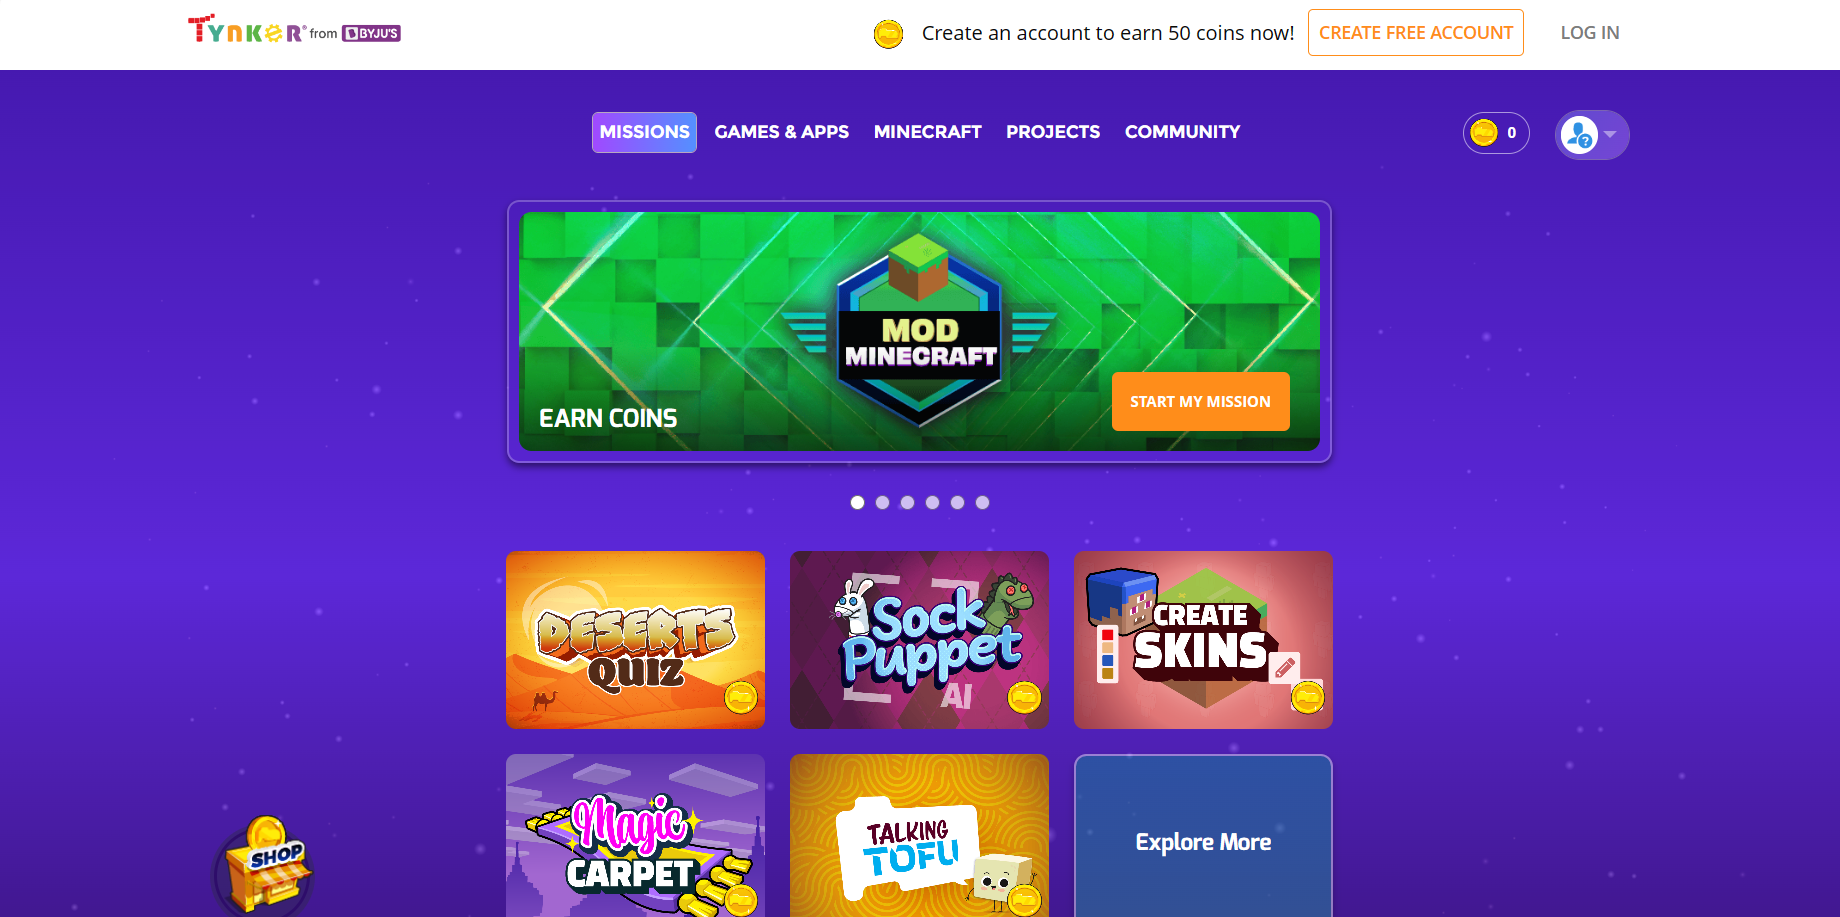 TYNKER® from BYJU'S
Create an account to earn 50 coins now!
CREATE FREE ACCOUNT
LOG IN
MISSIONS
GAMES & APPS
MINECRAFT
PROJECTS
COMMUNITY
0
MOD
MINECRAFT
EARN COINS
START MY MISSION
DESERTS
QUIZ
Sock
Puppet
AI
CREATE
SKINS
Magic
CARPET
TALKING
TOFU
Explore More
SHOP